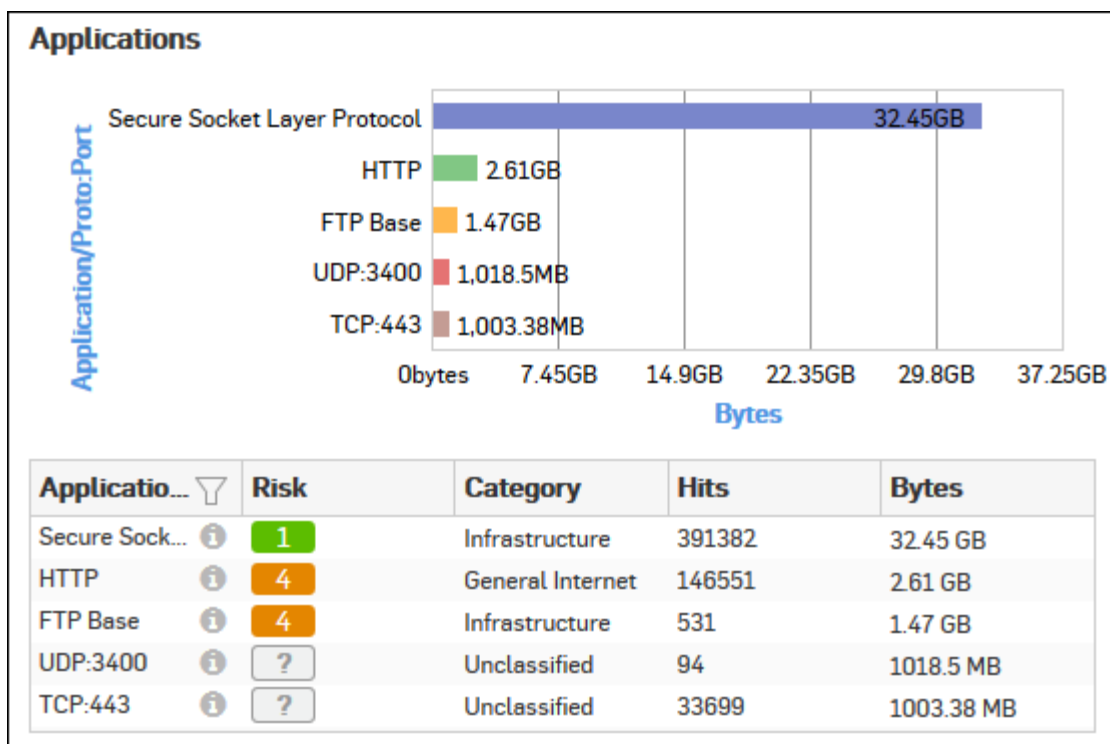 Applications
Application/Proto:Port
Secure Socket Layer Protocol 32.45GB
HTTP 2.61GB
FTP Base 1.47GB
UDP:3400 1,018.5MB
TCP:443 1,003.38MB
0bytes 7.45GB 14.9GB 22.35GB 29.8GB 37.25GB
Bytes
Applicatio... Risk Category Hits Bytes
Secure Sock... i 1 Infrastructure 391382 32.45 GB
HTTP i 4 General Internet 146551 2.61 GB
FTP Base i 4 Infrastructure 531 1.47 GB
UDP:3400 i ? Unclassified 94 1018.5 MB
TCP:443 i ? Unclassified 33699 1003.38 MB